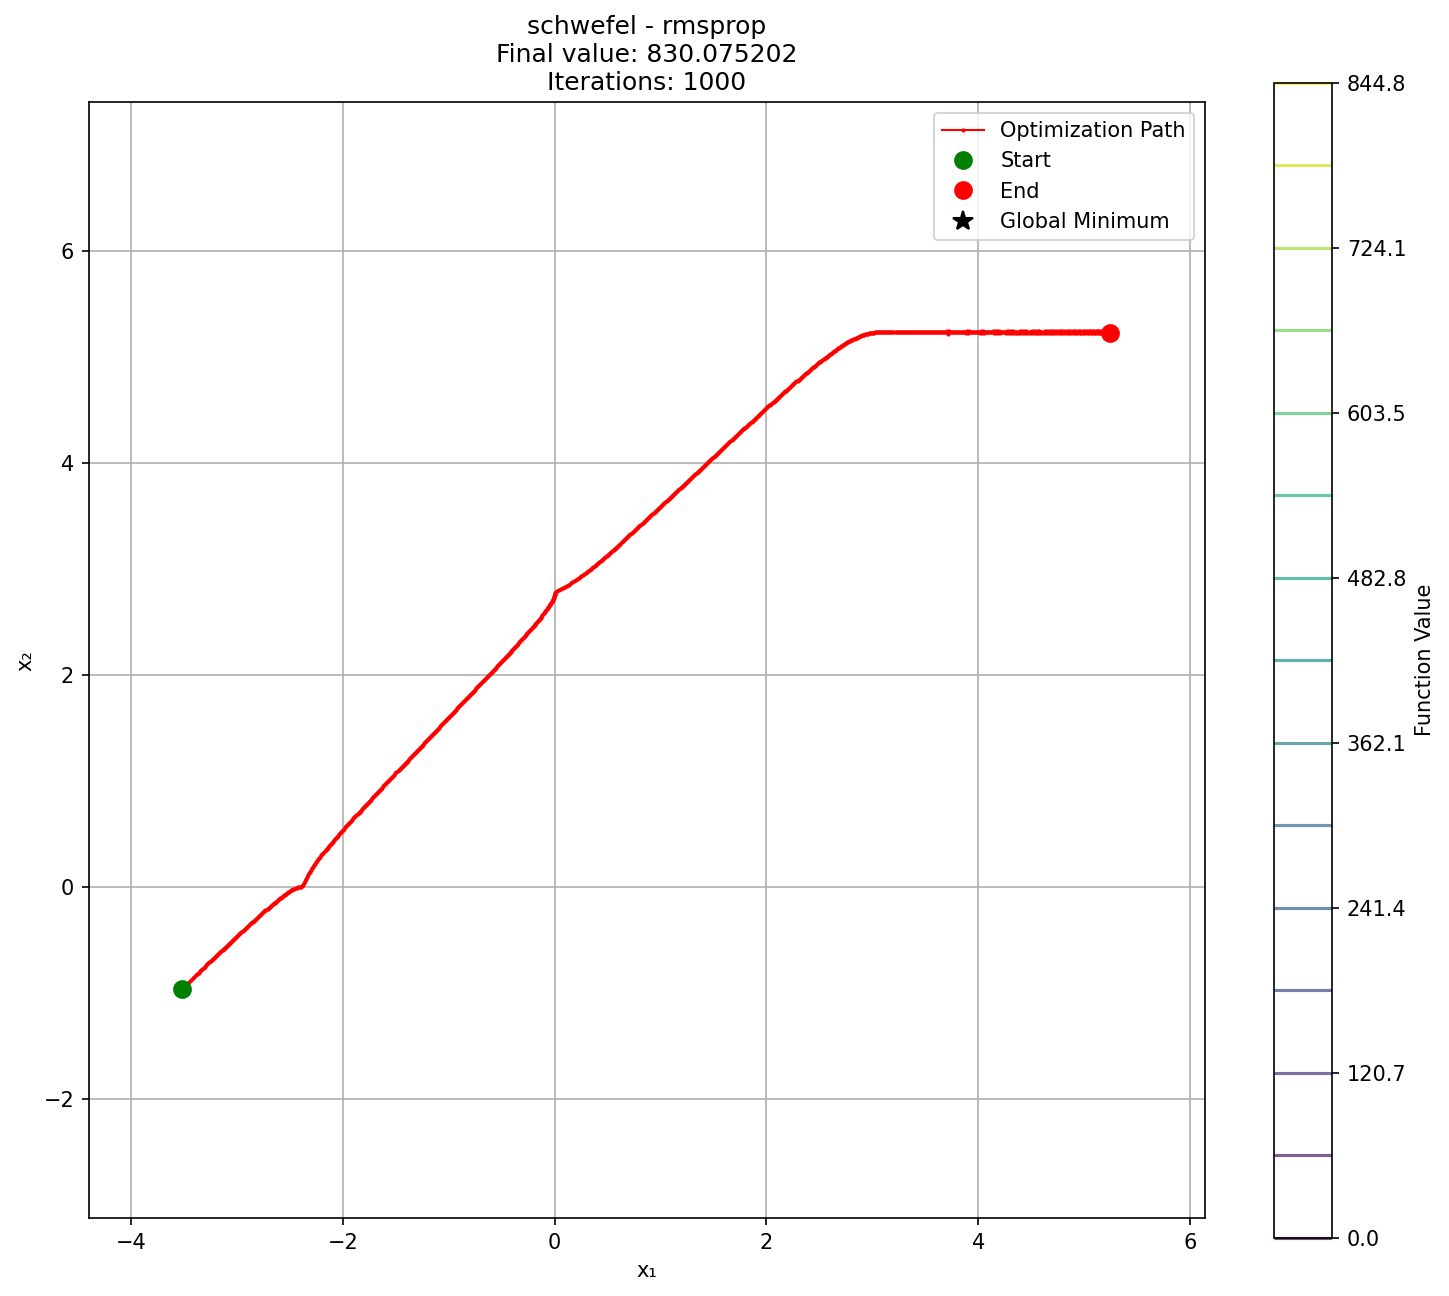 schwefel - rmsprop
Final value: 830.075202
Iterations: 1000
Optimization Path
Start
End
Global Minimum
6
4
2
0
−2
x₂
−4
−2
0
2
4
6
x₁
844.8
724.1
603.5
482.8
362.1
241.4
120.7
0.0
Function Value